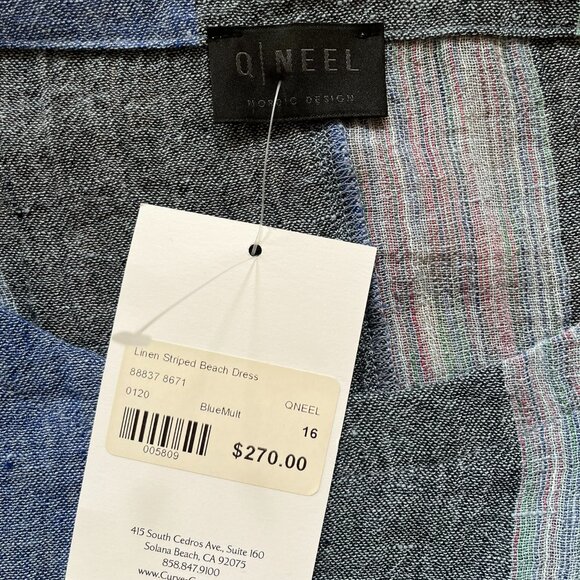 Q|NEEL
NORDIC DESIGN
Linen Striped Beach Dress
88837 8671
0120 BlueMult QNEEL
16
005809 $270.00
415 South Cedros Ave., Suite 160
Solana Beach, CA 92075
858.847.9100